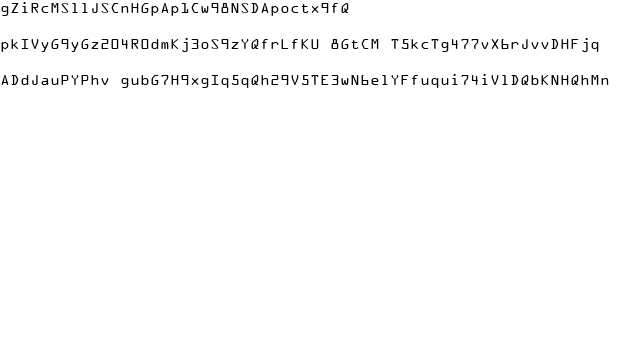 gZiRcMSllJSCnHGpAp1Cw98NSDApoctx9fQ
pkIVyG9yGz2O4ROdmKj3oS9zYQfrLfKU 8GtCM T5kcTg477vX6rJvvDHFjq
ADdJauPYPhv gubG7H9xgIq5qQh29V5TE3wN6elYFfuqui74iVlDQbKNHQhMn